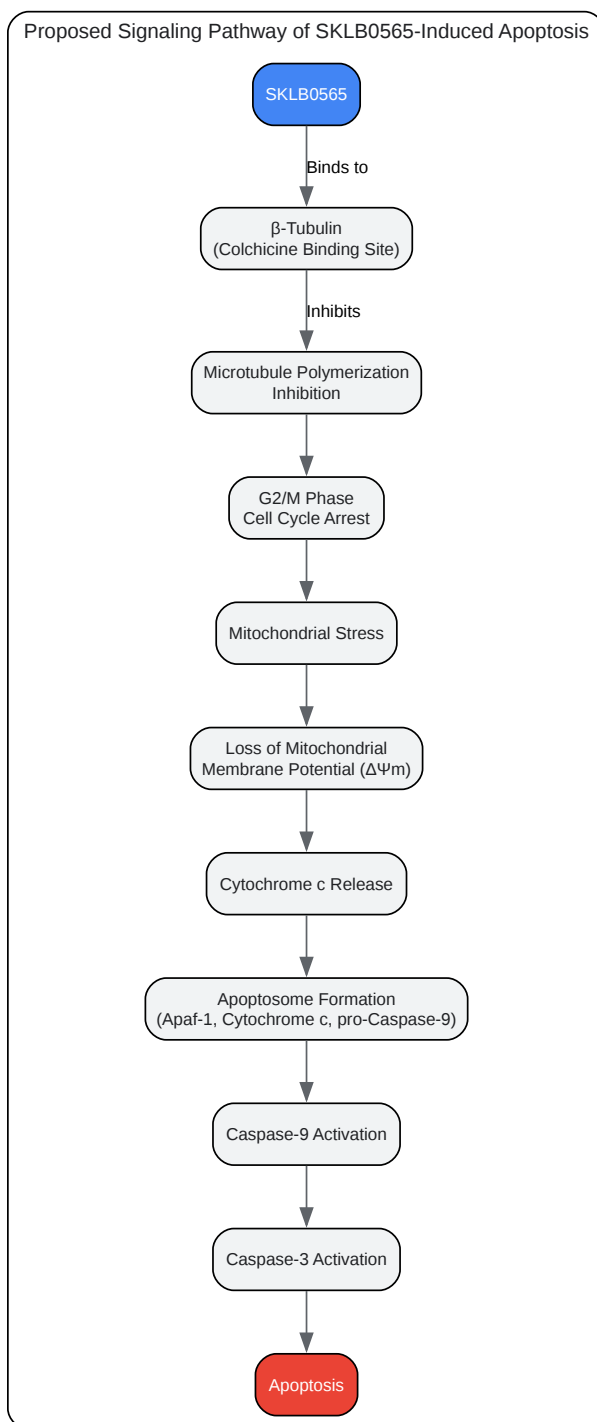 Proposed Signaling Pathway of SKLB0565-Induced Apoptosis
SKLB0565
Binds to
β-Tubulin
(Colchicine Binding Site)
Inhibits
Microtubule Polymerization
Inhibition
G2/M Phase
Cell Cycle Arrest
Mitochondrial Stress
Loss of Mitochondrial
Membrane Potential (ΔΨm)
Cytochrome c Release
Apoptosome Formation
(Apaf-1, Cytochrome c, pro-Caspase-9)
Caspase-9 Activation
Caspase-3 Activation
Apoptosis